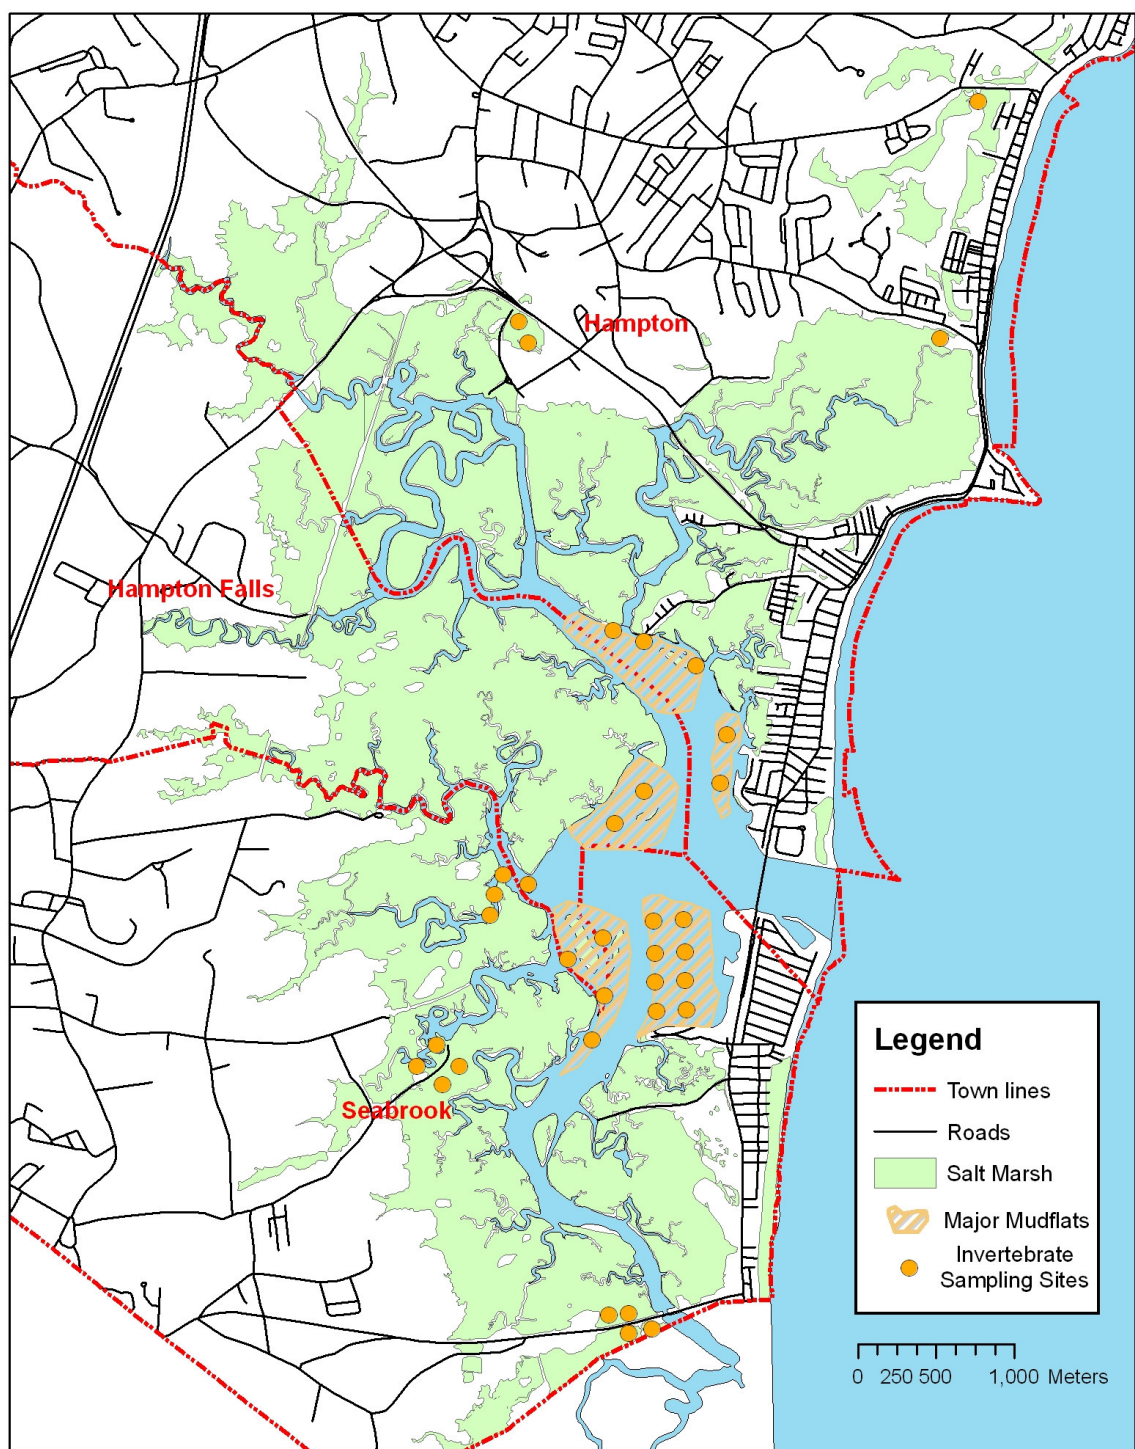 Hampton
Hampton Falls
Seabrook
Legend
Town lines
Roads
Salt Marsh
Major Mudflats
Invertebrate
Sampling Sites
0 250 500 1,000 Meters